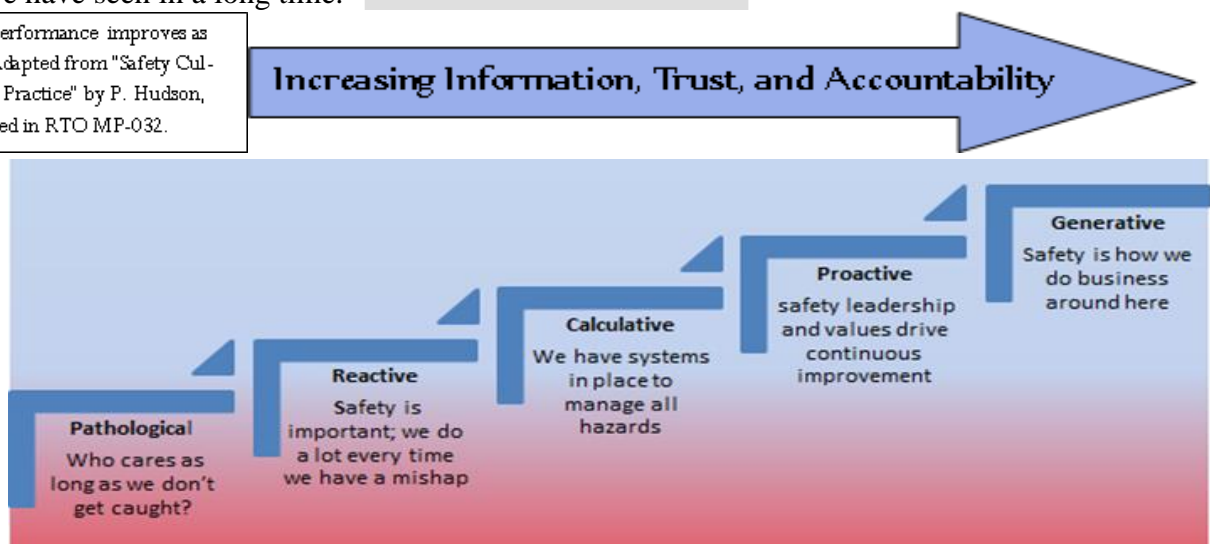 e have seen in a long time.
erformance improves as
dapted from "Safety Cul-
Practice" by P. Hudson,
ed in RTO MP-032.
Increasing Information, Trust, and Accountability
Pathological
Who cares as
long as we don't
get caught?
Reactive
Safety is
important; we do
a lot every time
we have a mishap
Calculative
We have systems
in place to
manage all
hazards
Proactive
safety leadership
and values drive
continuous
improvement
Generative
Safety is how we
do business
around here